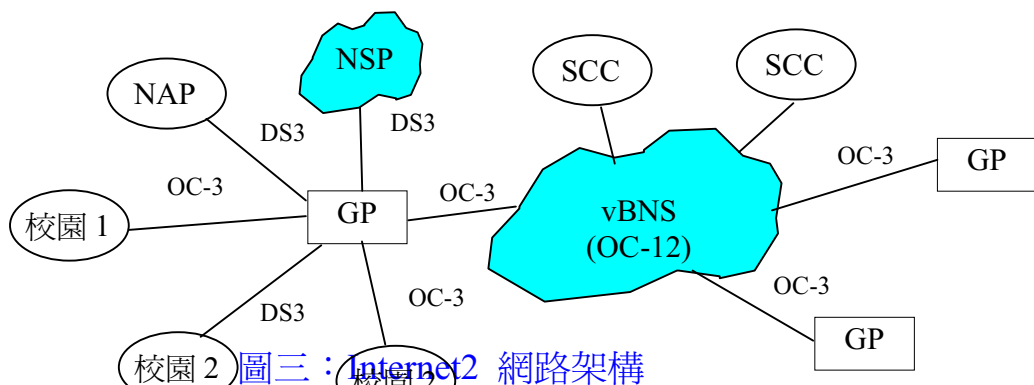 NSP
SCC
SCC
NAP
DS3
DS3
OC-3
OC-3
GP
校園 1
GP
OC-3
vBNS
(OC-12)
DS3
OC-3
OC-3
GP
校園 2
圖三：Internet2 網路架構